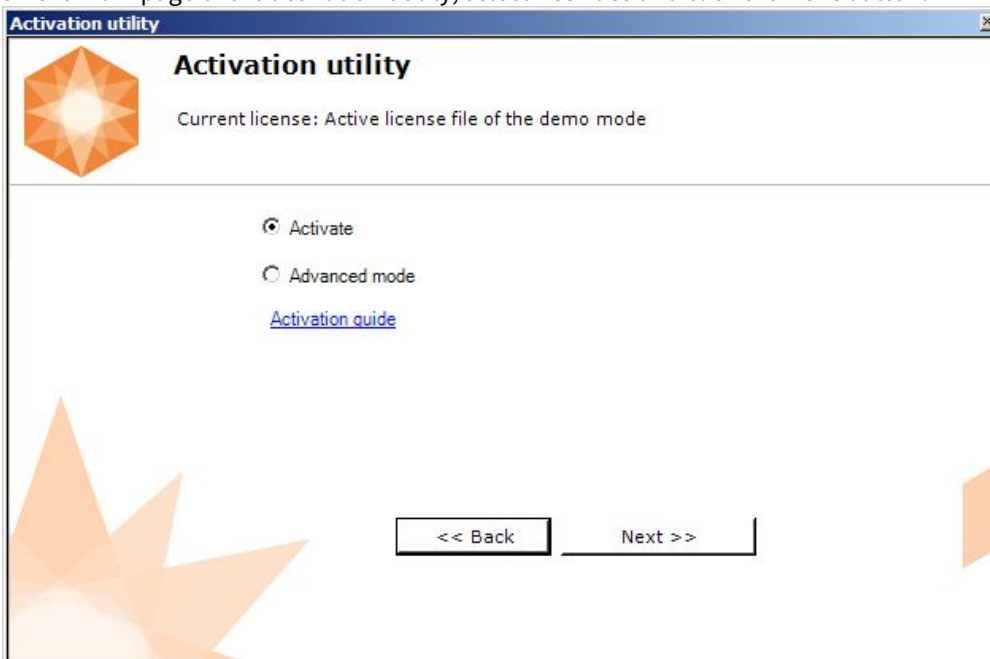 Activation utility
Activation utility
Current license: Active license file of the demo mode
Activate
Advanced mode
Activation guide
<< Back Next >>